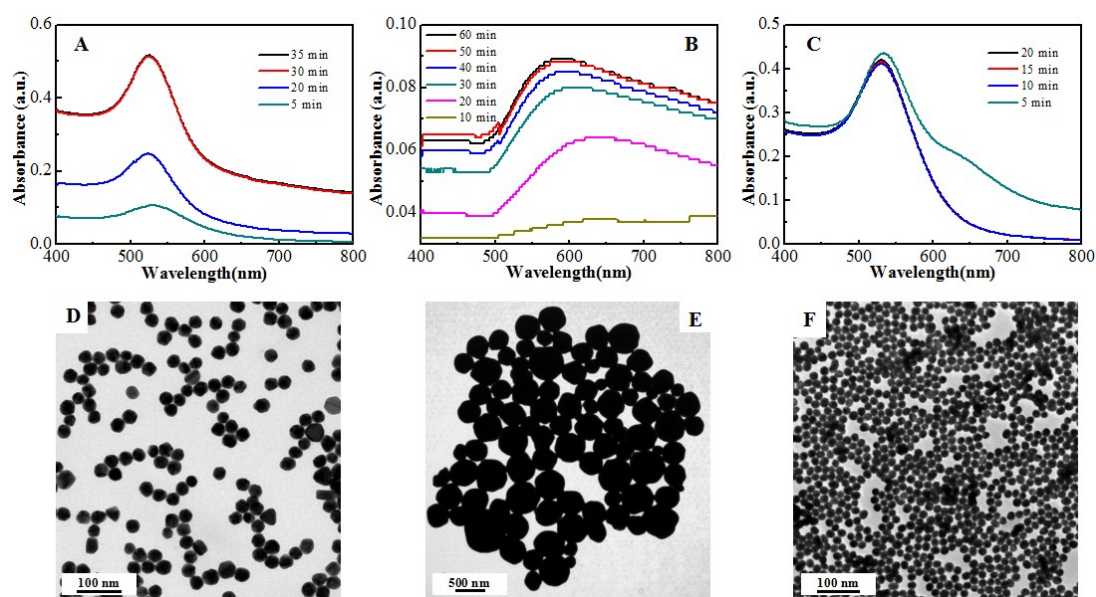 A
35 min
30 min
20 min
5 min
Absorbance (a.u.)
0.6
0.4
0.2
0.0
400 500 600 700 800
Wavelength(nm)
B
60 min
50 min
40 min
30 min
20 min
10 min
Absorbance (a.u.)
0.10
0.08
0.06
0.04
400 500 600 700 800
Wavelength(nm)
C
20 min
15 min
10 min
5 min
Absorbance (a.u.)
0.5
0.4
0.3
0.2
0.1
0.0
400 500 600 700 800
Wavelength(nm)
D
100 nm
E
500 nm
F
100 nm